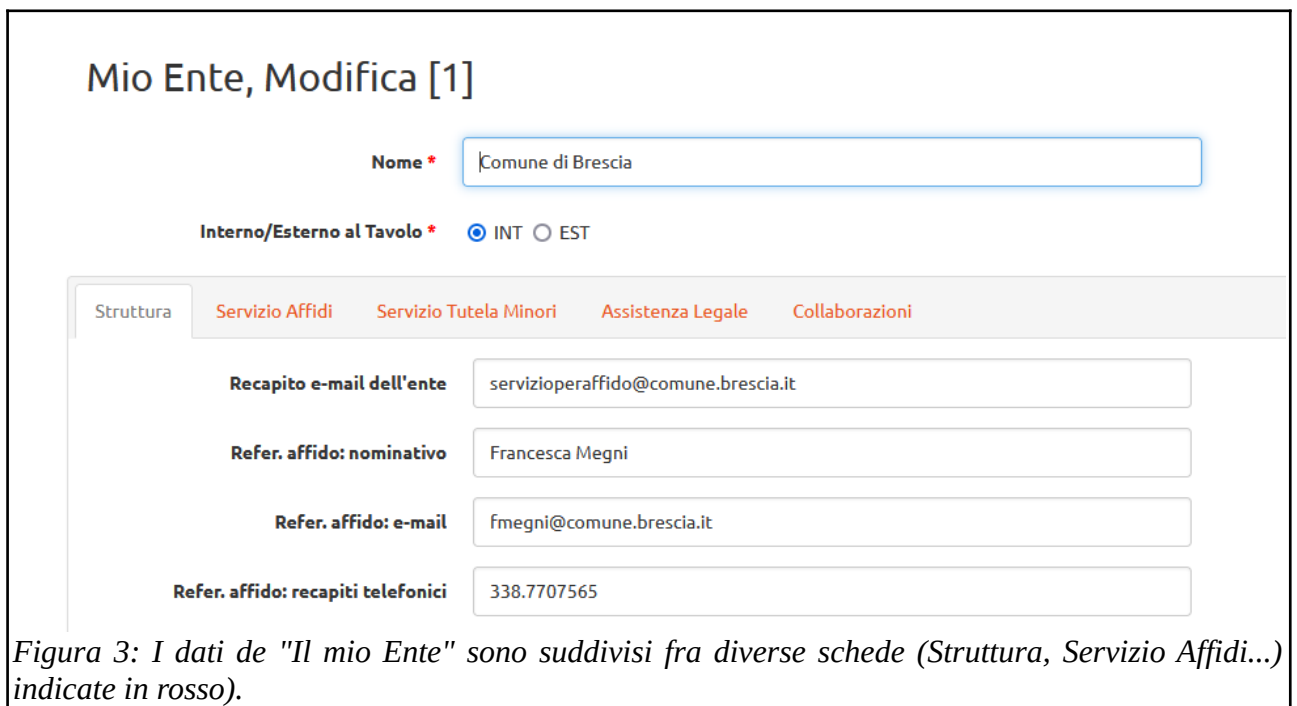 Mio Ente, Modifica [1]
Nome * Comune di Brescia
Interno/Esterno al Tavolo * INT EST
Struttura Servizio Affidi Servizio Tutela Minori Assistenza Legale Collaborazioni
Recapito e-mail dell'ente servizioperaffido@comune.brescia.it
Refer. affido: nominativo Francesca Megni
Refer. affido: e-mail fmegni@comune.brescia.it
Refer. affido: recapiti telefonici 338.7707565
Figura 3: I dati de "Il mio Ente" sono suddivisi fra diverse schede (Struttura, Servizio Affidi...)
indicate in rosso).